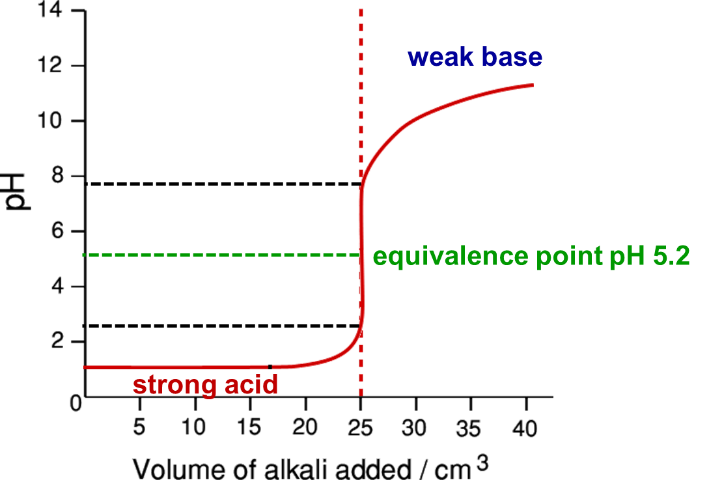 14
12
10
8
6
4
2
0
pH
weak base
equivalence point pH 5.2
strong acid
5 10 15 20 25 30 35 40
Volume of alkali added / cm³